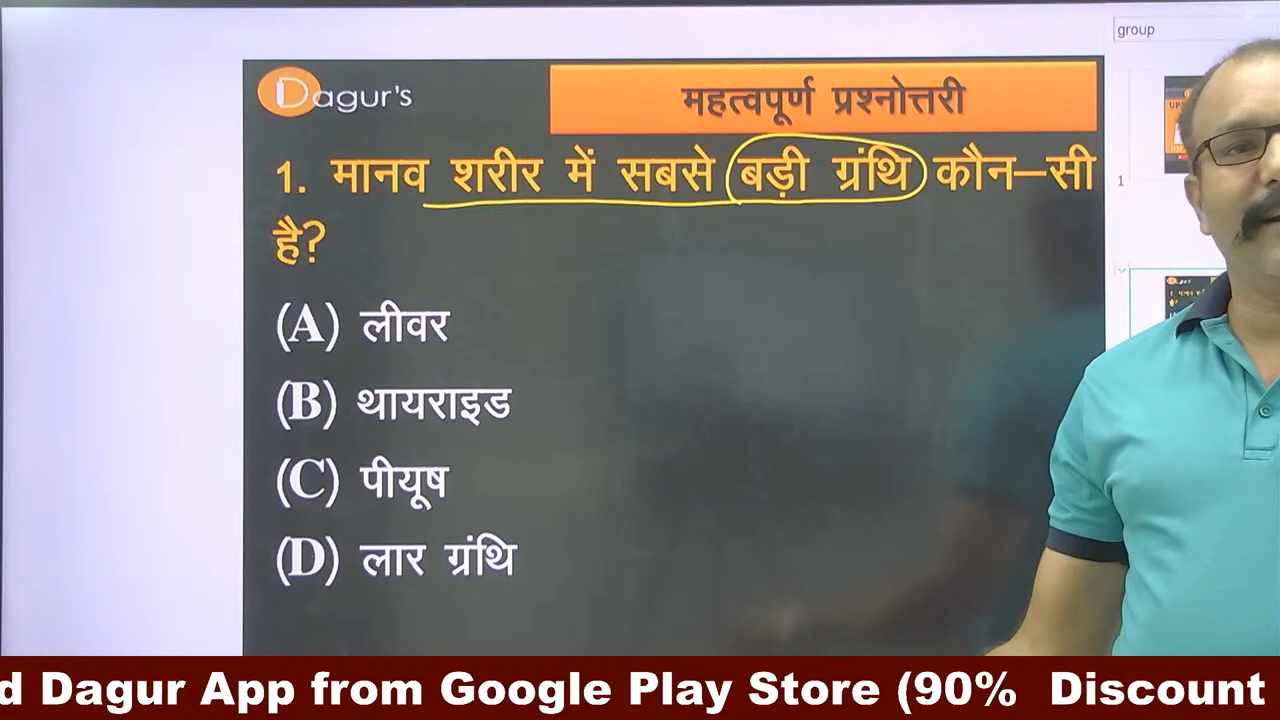 group
Dagur's
महत्वपूर्ण प्रश्नोत्तरी
1. मानव शरीर में सबसे बड़ी ग्रंथि कौन–सी
है?
1
(A) लीवर
(B) थायराइड
(C) पीयूष
(D) लार ग्रंथि
d Dagur App from Google Play Store (90% Discount